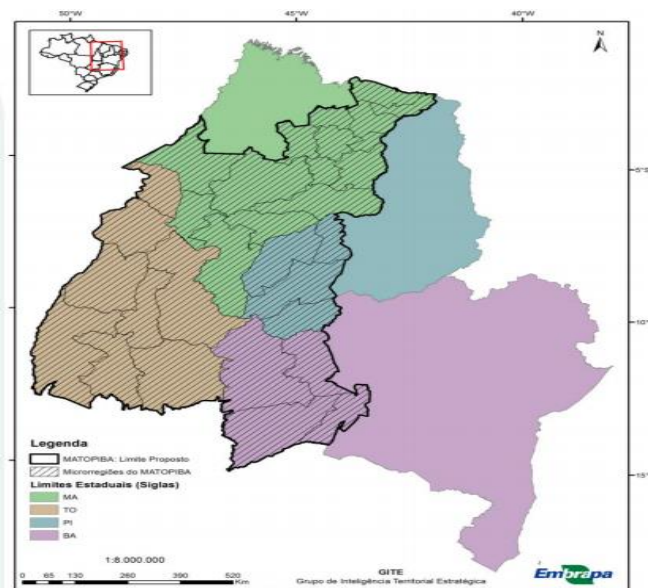 50°W 45°W 40°W
N
5°S
10°S
15°S
Legenda
MATOPIBA: Limite Proposto
Microrregiões do MATOPIBA
Limites Estaduais (Siglas)
MA
TO
PI
BA
1:8.000.000
0 65 130 260 390 520
Km
GITE
Grupo de Inteligência Territorial Estratégica
Embrapa